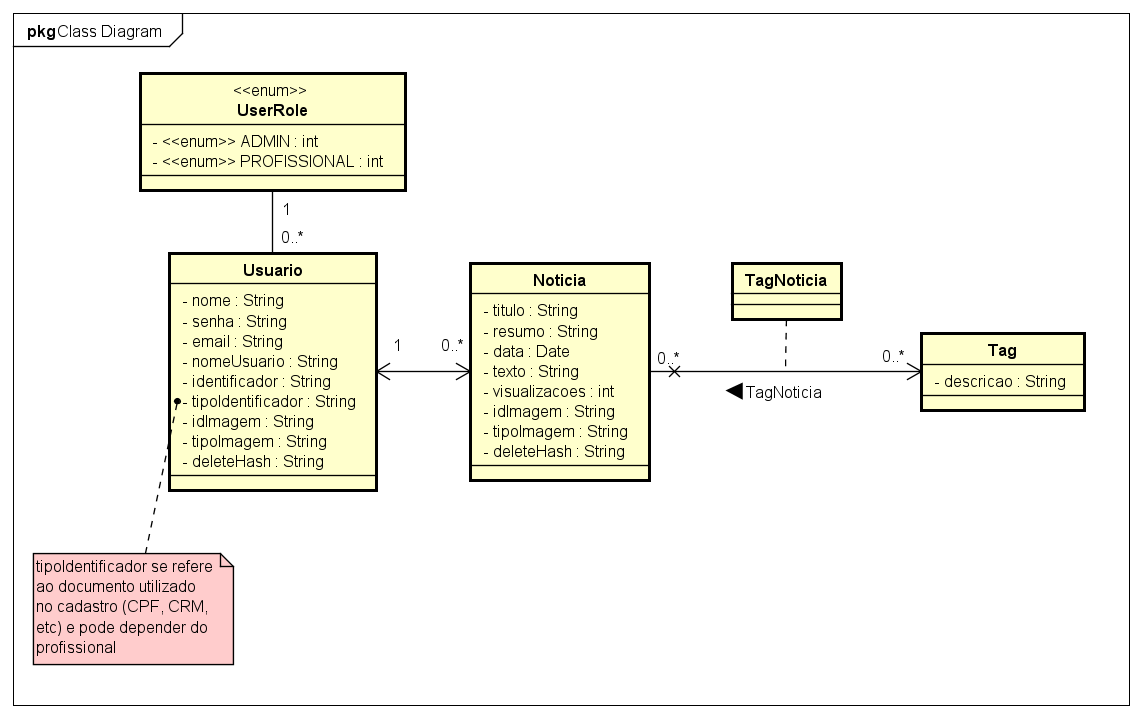 pkg Class Diagram
<<enum>>
UserRole
- <<enum>> ADMIN : int
- <<enum>> PROFISSIONAL : int
1
0..*
Usuario
- nome : String
- senha : String
- email : String
- nomeUsuario : String
- identificador : String
- tipoIdentificador : String
- idImagem : String
- tipoImagem : String
- deleteHash : String
1
0..*
Noticia
- titulo : String
- resumo : String
- data : Date
- texto : String
- visualizacoes : int
- idImagem : String
- tipoImagem : String
- deleteHash : String
TagNoticia
0..*
0..*
TagNoticia
Tag
- descricao : String
tipoIdentificador se refere
ao documento utilizado
no cadastro (CPF, CRM,
etc) e pode depender do
profissional